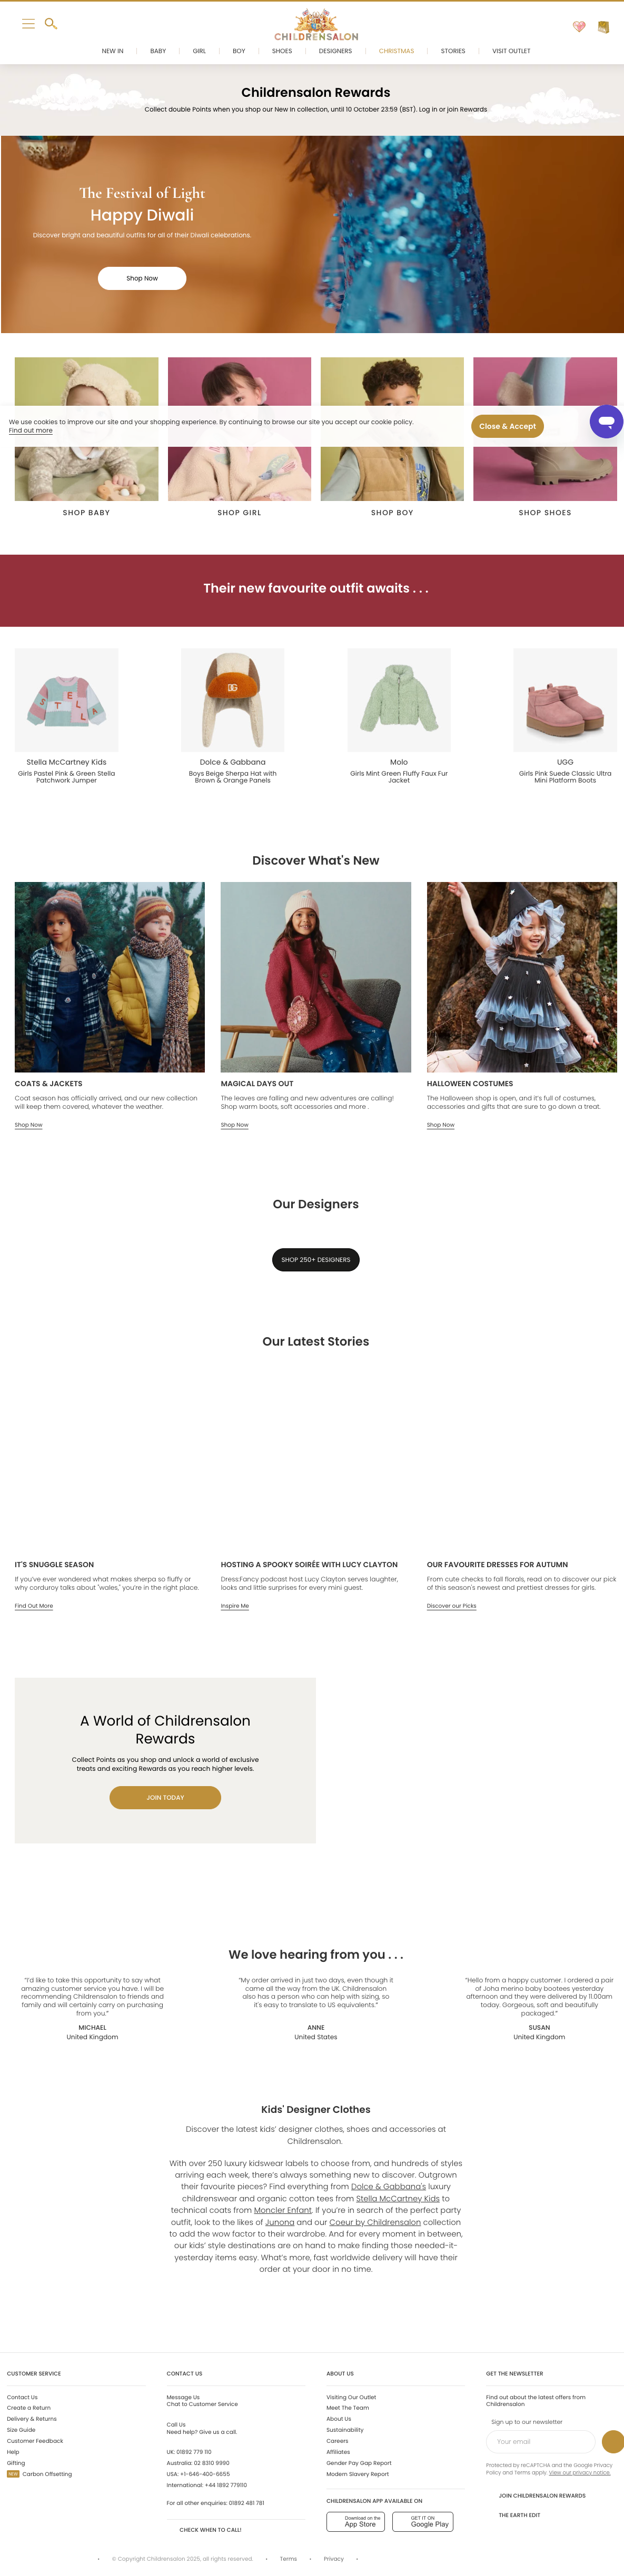 CHILDRENSALON
NEW IN
BABY
GIRL
BOY
SHOES
DESIGNERS
CHRISTMAS
STORIES
VISIT OUTLET
Childrensalon Rewards
Collect double Points when you shop our New In collection, until 10 October 23:59 (BST). Log In or join Rewards
The Festival of Light
Happy Diwali
Discover bright and beautiful outfits for all of their Diwali celebrations.
Shop Now
We use cookies to improve our site and your shopping experience. By continuing to browse our site you accept our cookie policy.
Find out more
Close & Accept
SHOP BABY
SHOP GIRL
SHOP BOY
SHOP SHOES
Their new favourite outfit awaits . . .
Stella McCartney Kids
Girls Pastel Pink & Green Stella
Patchwork Jumper
Dolce & Gabbana
Boys Beige Sherpa Hat with
Brown & Orange Panels
Molo
Girls Mint Green Fluffy Faux Fur
Jacket
UGG
Girls Pink Suede Classic Ultra
Mini Platform Boots
Discover What's New
COATS & JACKETS
Coat season has officially arrived, and our new collection
will keep them covered, whatever the weather.
Shop Now
MAGICAL DAYS OUT
The leaves are falling and new adventures are calling!
Shop warm boots, soft accessories and more .
Shop Now
HALLOWEEN COSTUMES
The Halloween shop is open, and it's full of costumes,
accessories and gifts that are sure to go down a treat.
Shop Now
Our Designers
SHOP 250+ DESIGNERS
Our Latest Stories
IT'S SNUGGLE SEASON
If you've ever wondered what makes sherpa so fluffy or
why corduroy talks about "wales," you're in the right place.
Find Out More
HOSTING A SPOOKY SOIRÉE WITH LUCY CLAYTON
Dress:Fancy podcast host Lucy Clayton serves laughter,
looks and little surprises for every mini guest.
Inspire Me
OUR FAVOURITE DRESSES FOR AUTUMN
From cute checks to fall florals, read on to discover our pick
of this season's newest and prettiest dresses for girls.
Discover our Picks
A World of Childrensalon
Rewards
Collect Points as you shop and unlock a world of exclusive
treats and exciting Rewards as you reach higher levels.
JOIN TODAY
We love hearing from you . . .
"I'd like to take this opportunity to say what
amazing customer service you have. I will be
recommending Childrensalon to friends and
family and will certainly carry on purchasing
from you."
MICHAEL
United Kingdom
"My order arrived in just two days, even though it
came all the way from the UK. Childrensalon
also has a person who can help with sizing, so
it's easy to translate to US equivalents."
ANNE
United States
"Hello from a happy customer. I ordered a pair
of Joha merino baby bootees yesterday
afternoon and they were delivered by 11.00am
today. Gorgeous, soft and beautifully
packaged."
SUSAN
United Kingdom
Kids' Designer Clothes
Discover the latest kids' designer clothes, shoes and accessories at
Childrensalon.
With over 250 luxury kidswear labels to choose from, and hundreds of styles
arriving each week, there's always something new to discover. Outgrown
their favourite pieces? Find everything from Dolce & Gabbana's luxury
childrenswear and organic cotton tees from Stella McCartney Kids to
technical coats from Moncler Enfant. If you're in search of the perfect party
outfit, look to the likes of Junona and our Coeur by Childrensalon collection
to add the wow factor to their wardrobe. And for every moment in between,
our kids' style destinations are on hand to make finding those needed-it-
yesterday items easy. What's more, fast worldwide delivery will have their
order at your door in no time.
CUSTOMER SERVICE
Contact Us
Create a Return
Delivery & Returns
Size Guide
Customer Feedback
Help
Gifting
NEW Carbon Offsetting
CONTACT US
Message Us
Chat to Customer Service
Call Us
Need help? Give us a call.
UK: 01892 779 110
Australia: 02 8310 9990
USA: +1-646-400-6655
International: +44 1892 779110
For all other enquiries: 01892 481 781
CHECK WHEN TO CALL!
ABOUT US
Visiting Our Outlet
Meet The Team
About Us
Sustainability
Careers
Affiliates
Gender Pay Gap Report
Modern Slavery Report
CHILDRENSALON APP AVAILABLE ON
Download on the
App Store
GET IT ON
Google Play
GET THE NEWSLETTER
Find out about the latest offers from
Childrensalon
Sign up to our newsletter
Your email
Protected by reCAPTCHA and the Google Privacy
Policy and Terms apply. View our privacy notice.
JOIN CHILDRENSALON REWARDS
THE EARTH EDIT
• © Copyright Childrensalon 2025, all rights reserved. • Terms • Privacy •